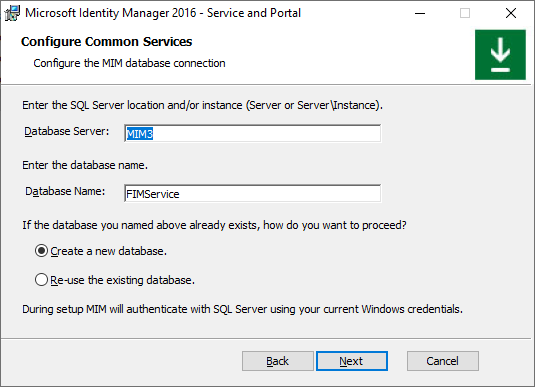 Microsoft Identity Manager 2016 - Service and Portal
Configure Common Services
Configure the MIM database connection
Enter the SQL Server location and/or instance (Server or Server\Instance).
Database Server: MIM3
Enter the database name.
Database Name: FIMService
If the database you named above already exists, how do you want to proceed?
Create a new database.
Re-use the existing database.
During setup MIM will authenticate with SQL Server using your current Windows credentials.
Back Next Cancel